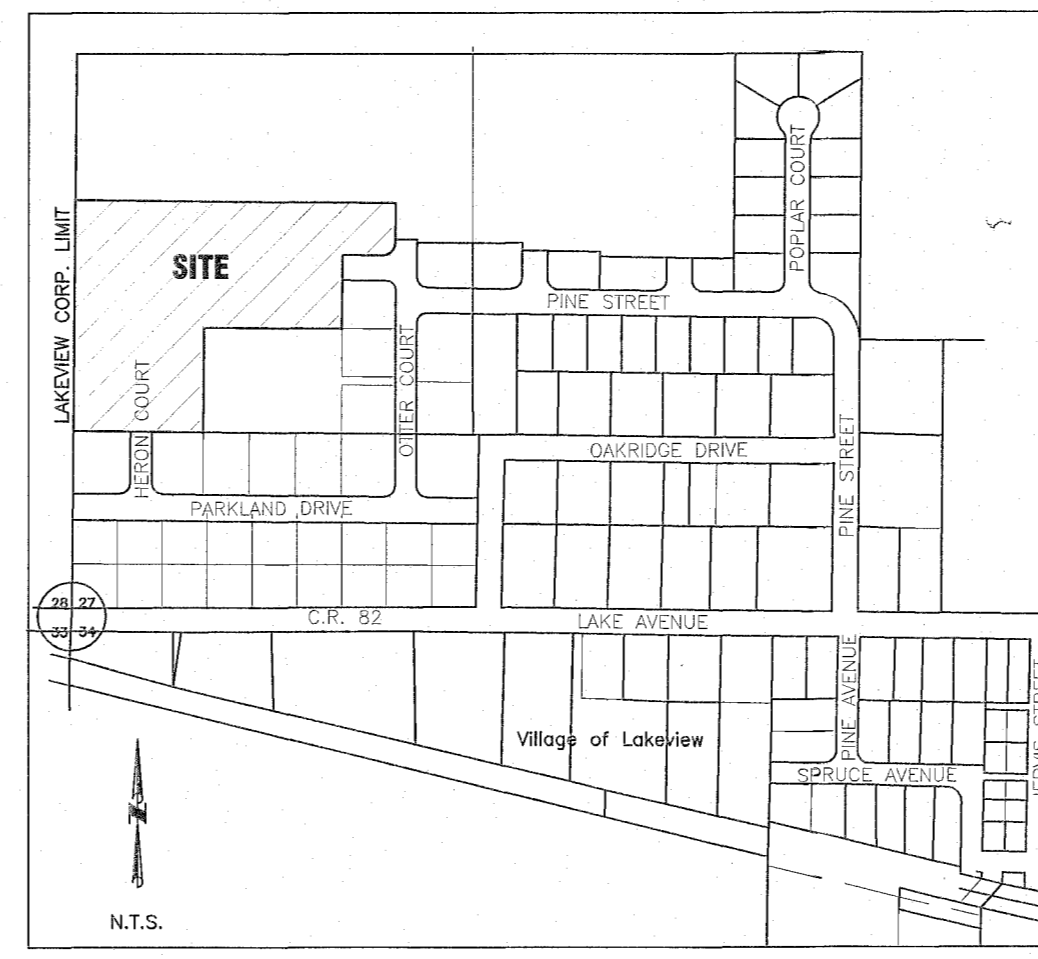 POPLAR COURT
LAKEVIEW CORP. LIMIT
SITE
PINE STREET
OTTER COURT
HERON COURT
OAKRIDGE DRIVE
PINE STREET
PARKLAND DRIVE
28 27
33 34
C.R. 82
LAKE AVENUE
PINE AVENUE
STREET
Village of Lakeview
SPRUCE AVENUE
N
N.T.S.